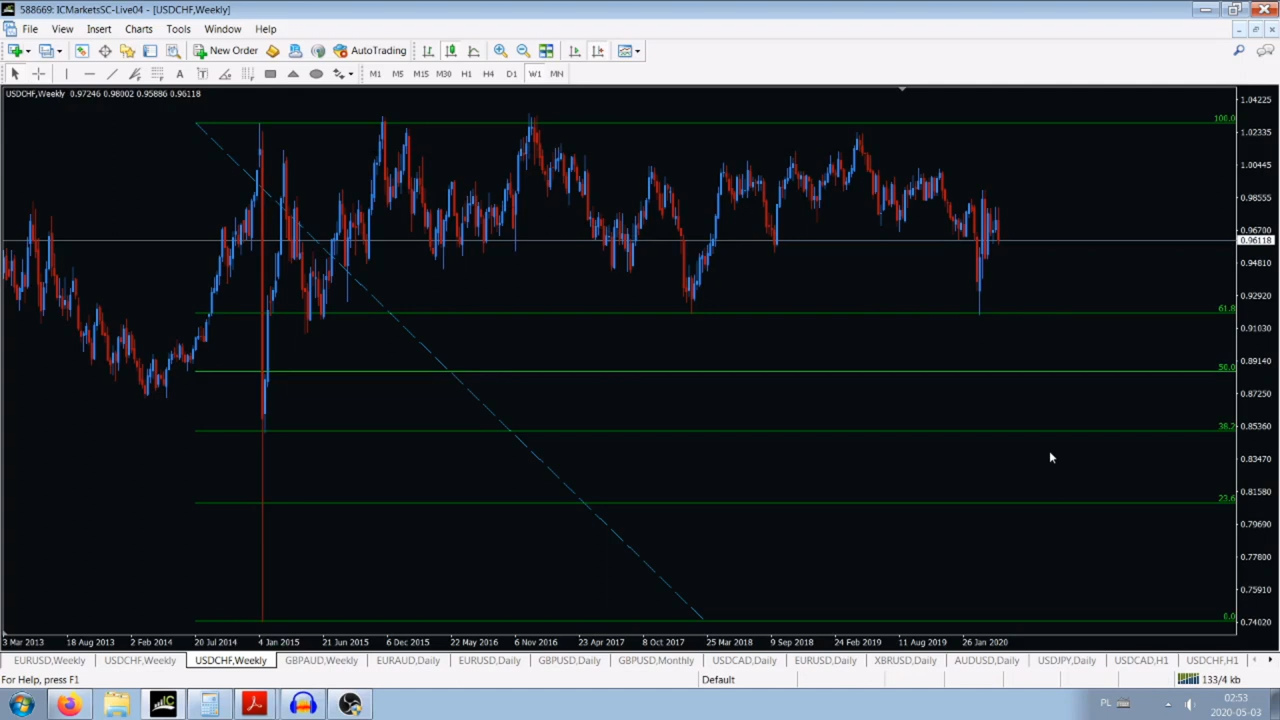 588669: ICMarketsSC-Live04 - [USDCHF,Weekly]
File View Insert Charts Tools Window Help
New Order AutoTrading
A T M1 M5 M15 M30 H1 H4 D1 W1 MN
USDCHF,Weekly 0.97246 0.98002 0.95886 0.96118
1.04225
100.0
1.02335
1.00445
0.98555
0.96700
0.96118
0.94810
0.92920
61.8
0.91030
0.89140
50.0
0.87250
38.2
0.85360
0.83470
0.81580
23.6
0.79690
0.77800
0.75910
0.0
0.74020
3 Mar 2013 18 Aug 2013 2 Feb 2014 20 Jul 2014 4 Jan 2015 21 Jun 2015 6 Dec 2015 22 May 2016 6 Nov 2016 23 Apr 2017 8 Oct 2017 25 Mar 2018 9 Sep 2018 24 Feb 2019 11 Aug 2019 26 Jan 2020
EURUSD,Weekly USDCHF,Weekly USDCHF,Weekly GBPAUD,Weekly EURAUD,Daily EURUSD,Daily GBPUSD,Daily GBPUSD,Monthly USDCAD,Daily EURUSD,Daily XBRUSD,Daily AUDUSD,Daily USDJPY,Daily USDCAD,H1 USDCHF,H1
For Help, press F1 Default 133/4 kb
IC PL 02:53
2020-05-03